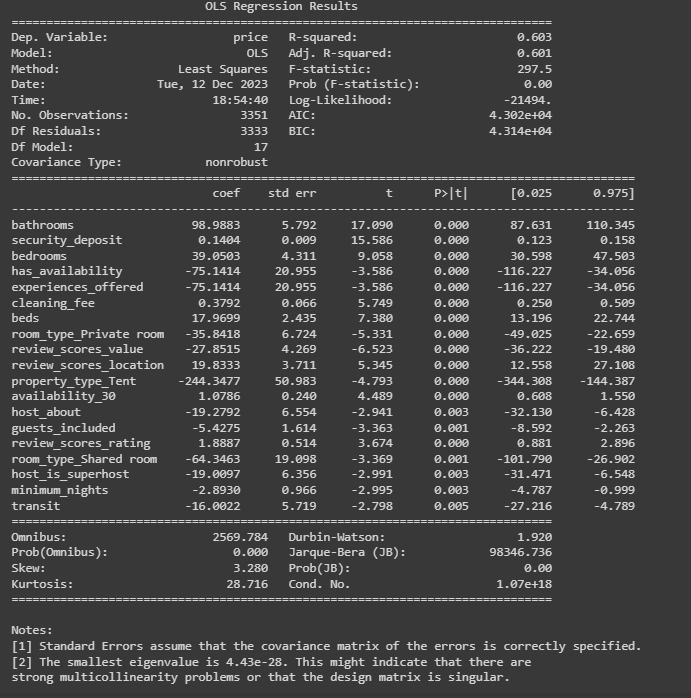 OLS Regression Results
==============================================================================
Dep. Variable: price R-squared: 0.603
Model: OLS Adj. R-squared: 0.601
Method: Least Squares F-statistic: 297.5
Date: Tue, 12 Dec 2023 Prob (F-statistic): 0.00
Time: 18:54:40 Log-Likelihood: -21494.
No. Observations: 3351 AIC: 4.302e+04
Df Residuals: 3333 BIC: 4.314e+04
Df Model: 17
Covariance Type: nonrobust
==============================================================================
coef std err t P>|t| [0.025 0.975]
------------------------------------------------------------------------------
bathrooms 98.9883 5.792 17.090 0.000 87.631 110.345
security_deposit 0.1404 0.009 15.586 0.000 0.123 0.158
bedrooms 39.0503 4.311 9.058 0.000 30.598 47.503
has_availability -75.1414 20.955 -3.586 0.000 -116.227 -34.056
experiences_offered -75.1414 20.955 -3.586 0.000 -116.227 -34.056
cleaning_fee 0.3792 0.066 5.749 0.000 0.250 0.509
beds 17.9699 2.435 7.380 0.000 13.196 22.744
room_type_Private room -35.8418 6.724 -5.331 0.000 -49.025 -22.659
review_scores_value -27.8515 4.269 -6.523 0.000 -36.222 -19.480
review_scores_location 19.8333 3.711 5.345 0.000 12.558 27.108
property_type_Tent -244.3477 50.983 -4.793 0.000 -344.308 -144.387
availability_30 1.0786 0.240 4.489 0.000 0.608 1.550
host_about -19.2792 6.554 -2.941 0.003 -32.130 -6.428
guests_included -5.4275 1.614 -3.363 0.001 -8.592 -2.263
review_scores_rating 1.8887 0.514 3.674 0.000 0.881 2.896
room_type_Shared room -64.3463 19.098 -3.369 0.001 -101.790 -26.902
host_is_superhost -19.0097 6.356 -2.991 0.003 -31.471 -6.548
minimum_nights -2.8930 0.966 -2.995 0.003 -4.787 -0.999
transit -16.0022 5.719 -2.798 0.005 -27.216 -4.789
==============================================================================
Omnibus: 2569.784 Durbin-Watson: 1.920
Prob(Omnibus): 0.000 Jarque-Bera (JB): 98346.736
Skew: 3.280 Prob(JB): 0.00
Kurtosis: 28.716 Cond. No. 1.07e+18
==============================================================================
Notes:
[1] Standard Errors assume that the covariance matrix of the errors is correctly specified.
[2] The smallest eigenvalue is 4.43e-28. This might indicate that there are
strong multicollinearity problems or that the design matrix is singular.